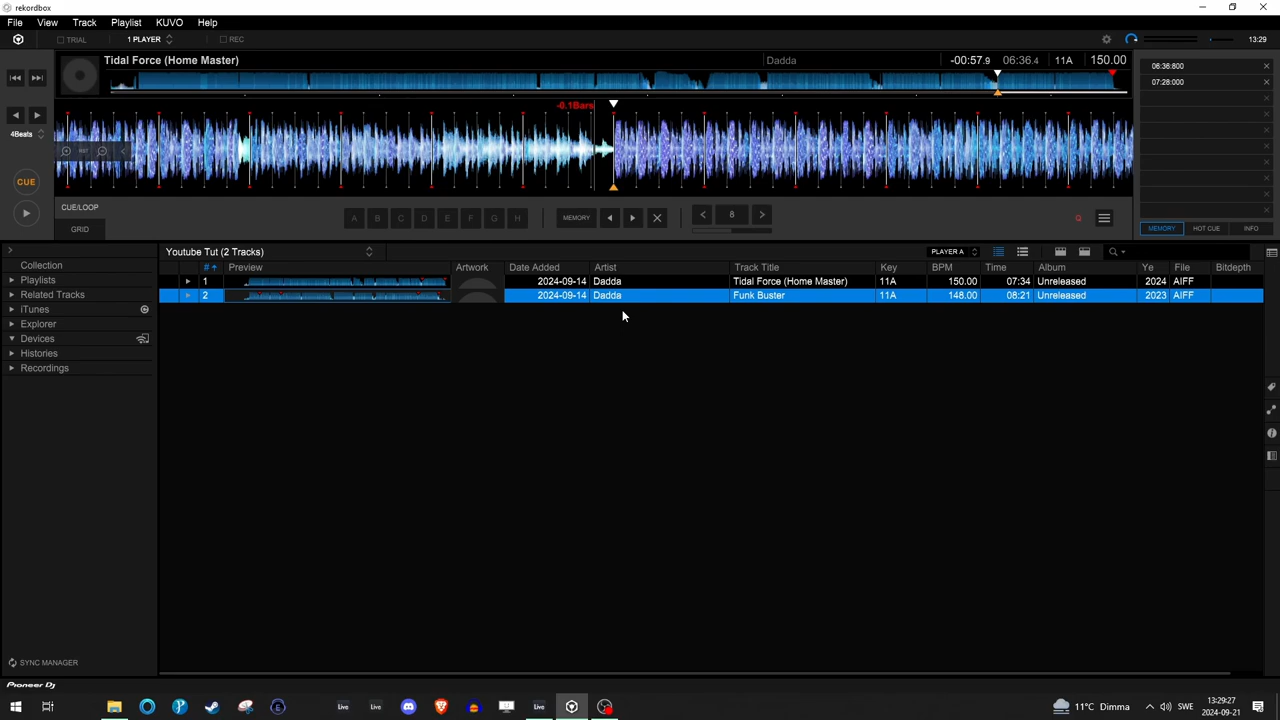 rekordbox
File View Track Playlist KUVO Help
TRIAL 1 PLAYER REC 13:29
Tidal Force (Home Master) Dadda -00:57.9 06:36.4 11A 150.00
06:36:800
07:28:000
-0.1Bars
4Beats
RST
CUE
CUE/LOOP
GRID
A B C D E F G H MEMORY 8 Q
MEMORY HOT CUE INFO
Youtube Tut (2 Tracks) PLAYER A
# Preview Artwork Date Added Artist Track Title Key BPM Time Album Ye File Bitdepth
1 2024-09-14 Dadda Tidal Force (Home Master) 11A 150.00 07:34 Unreleased 2024 AIFF
2 2024-09-14 Dadda Funk Buster 11A 148.00 08:21 Unreleased 2023 AIFF
Collection
Playlists
Related Tracks
iTunes
Explorer
Devices
Histories
Recordings
SYNC MANAGER
Pioneer Dj
Live Live Live 11°C Dimma SWE 13:29:27
2024-09-21